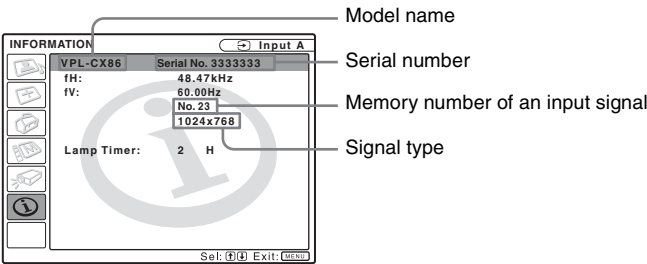 Model name
INFORMATION Input A
VPL-CX86 Serial No. 3333333
Serial number
fH: 48.47kHz
fV: 60.00Hz
No. 23
Memory number of an input signal
1024x768
Signal type
Lamp Timer: 2 H
Sel: Exit: MENU